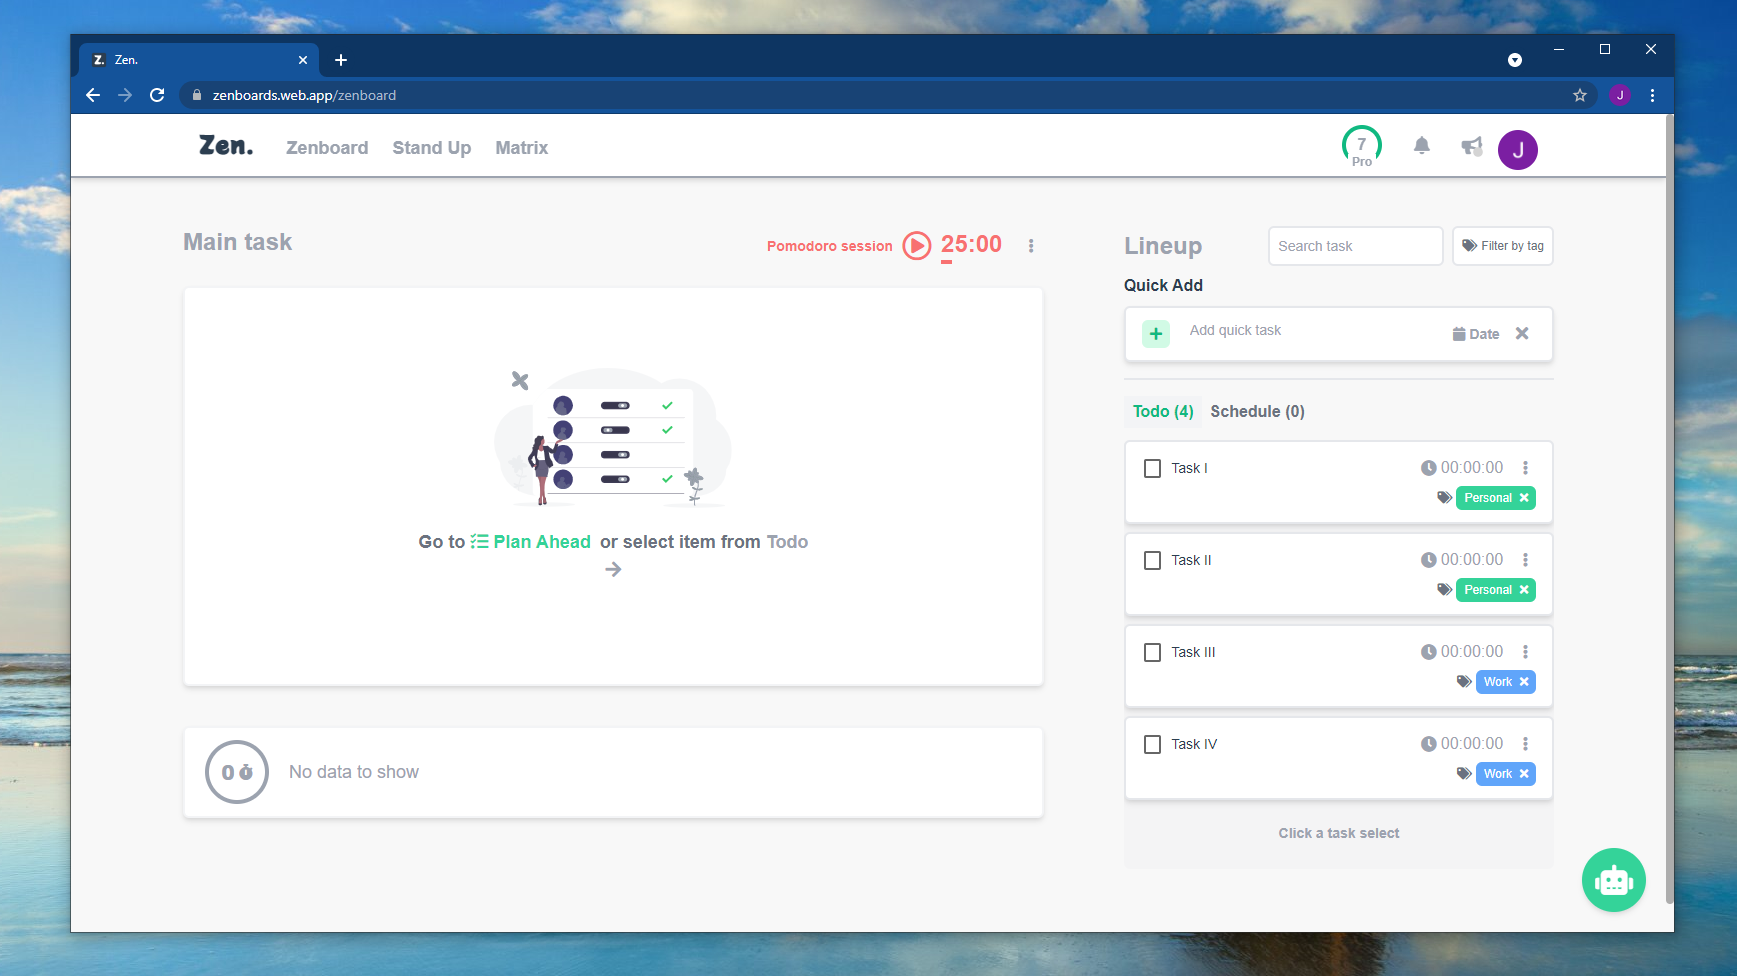 Z. Zen.
zenboards.web.app/zenboard
J
Zen. Zenboard Stand Up Matrix
7
Pro
J
Main task
Pomodoro session 25:00
Go to Plan Ahead or select item from Todo
0 No data to show
Lineup
Search task
Filter by tag
Quick Add
Add quick task
Date
Todo (4) Schedule (0)
Task I 00:00:00
Personal
Task II 00:00:00
Personal
Task III 00:00:00
Work
Task IV 00:00:00
Work
Click a task select